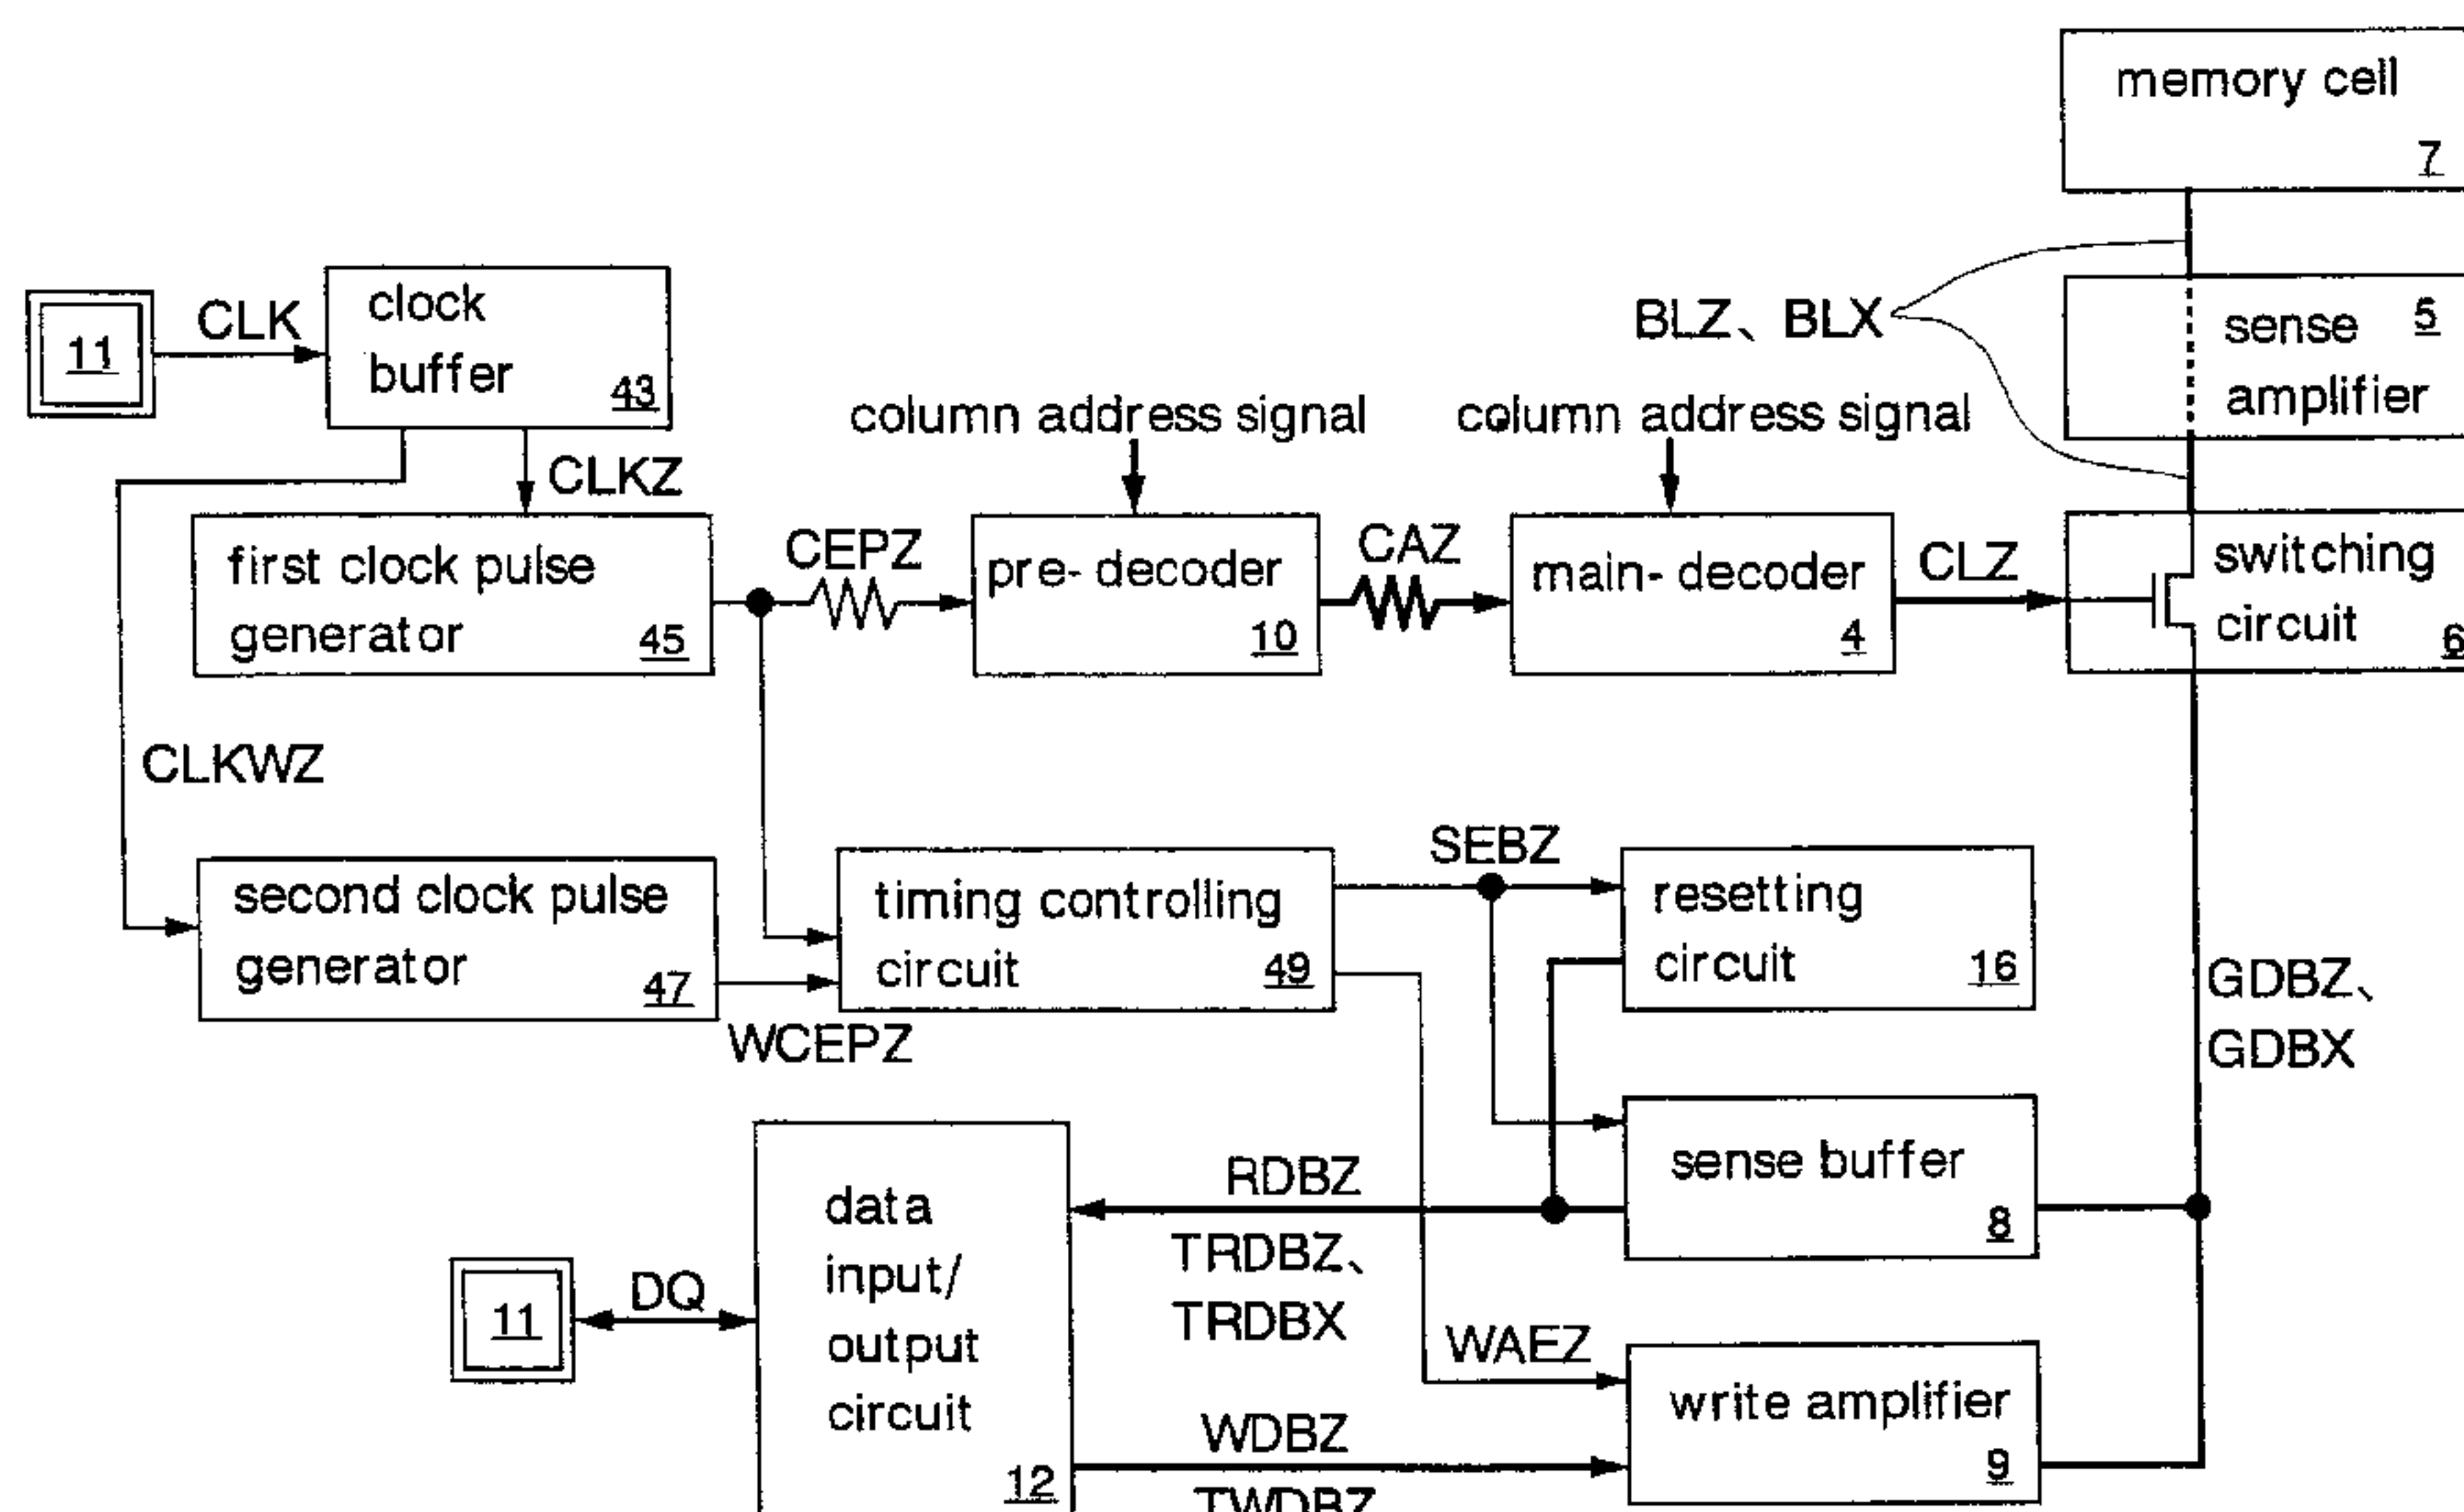 memory cell
7
clock
buffer
43
11
CLK
BLZ、BLX
5
sense
amplifier
column address signal
column address signal
CLKZ
first clock pulse
generator
45
CEPZ
pre- decoder
10
CAZ
main- decoder
4
CLZ
switching
circuit
6
CLKWZ
second clock pulse
generator
47
WCEPZ
timing controlling
circuit
49
SEBZ
resetting
circuit
16
GDBZ、
GDBX
sense buffer
8
RDBZ
TRDBZ、
TRDBX
data
input/
output
circuit
12
11
DQ
WAEZ
write amplifier
9
WDBZ
TWDBZ